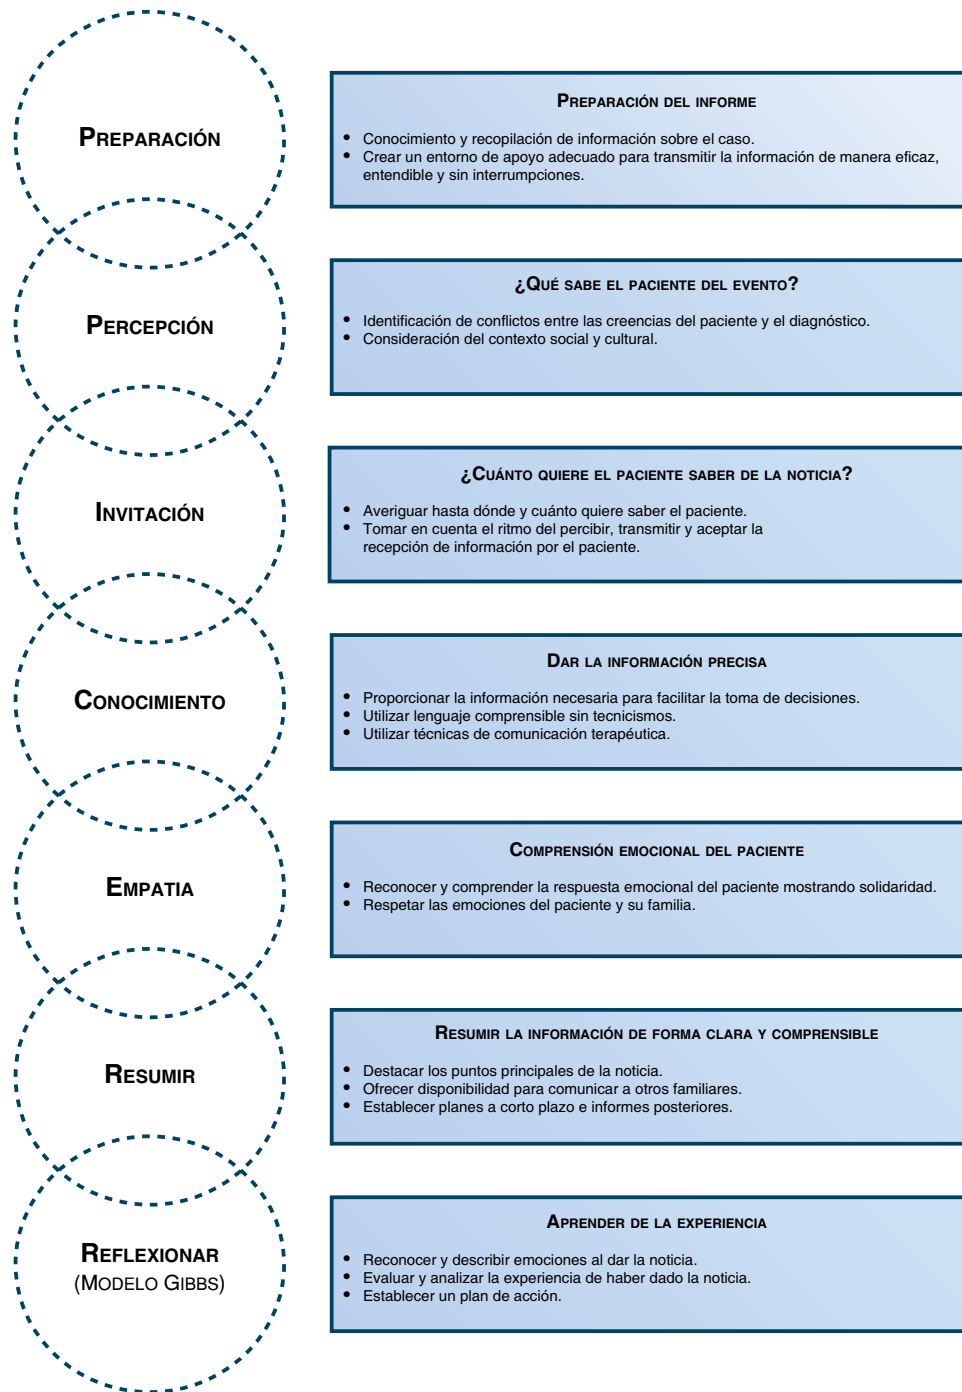 Preparación
Preparación del informe
• Conocimiento y recopilación de información sobre el caso.
• Crear un entorno de apoyo adecuado para transmitir la información de manera eficaz,
entendible y sin interrumpciones.
Percepción
¿Qué sabe el paciente del evento?
• Identificación de conflictos entre las creencias del paciente y el diagnóstico.
• Consideración del contexto social y cultural.
Invitación
¿Cuánto quiere el paciente saber de la noticia?
• Averiguar hasta dónde y cuánto quiere saber el paciente.
• Tomar en cuenta el ritmo del percibir, transmitir y aceptar la
recepción de información por el paciente.
Conocimiento
Dar la información precisa
• Proporcionar la información necesaria para facilitar la toma de decisiones.
• Utilizar lenguaje comprensible sin tecnicismos.
• Utilizar técnicas de comunicación terapéutica.
Empatia
Comprensión emocional del paciente
• Reconocer y comprender la respuesta emocional del paciente mostrando solidaridad.
• Respetar las emociones del paciente y su familia.
Resumir
Resumir la información de forma clara y comprensible
• Destacar los puntos principales de la noticia.
• Ofrecer disponibilidad para comunicar a otros familiares.
• Establecer planes a corto plazo e informes posteriores.
Reflexionar
(Modelo Gibbs)
Aprender de la experiencia
• Reconocer y describir emociones al dar la noticia.
• Evaluar y analizar la experiencia de haber dado la noticia.
• Establecer un plan de acción.